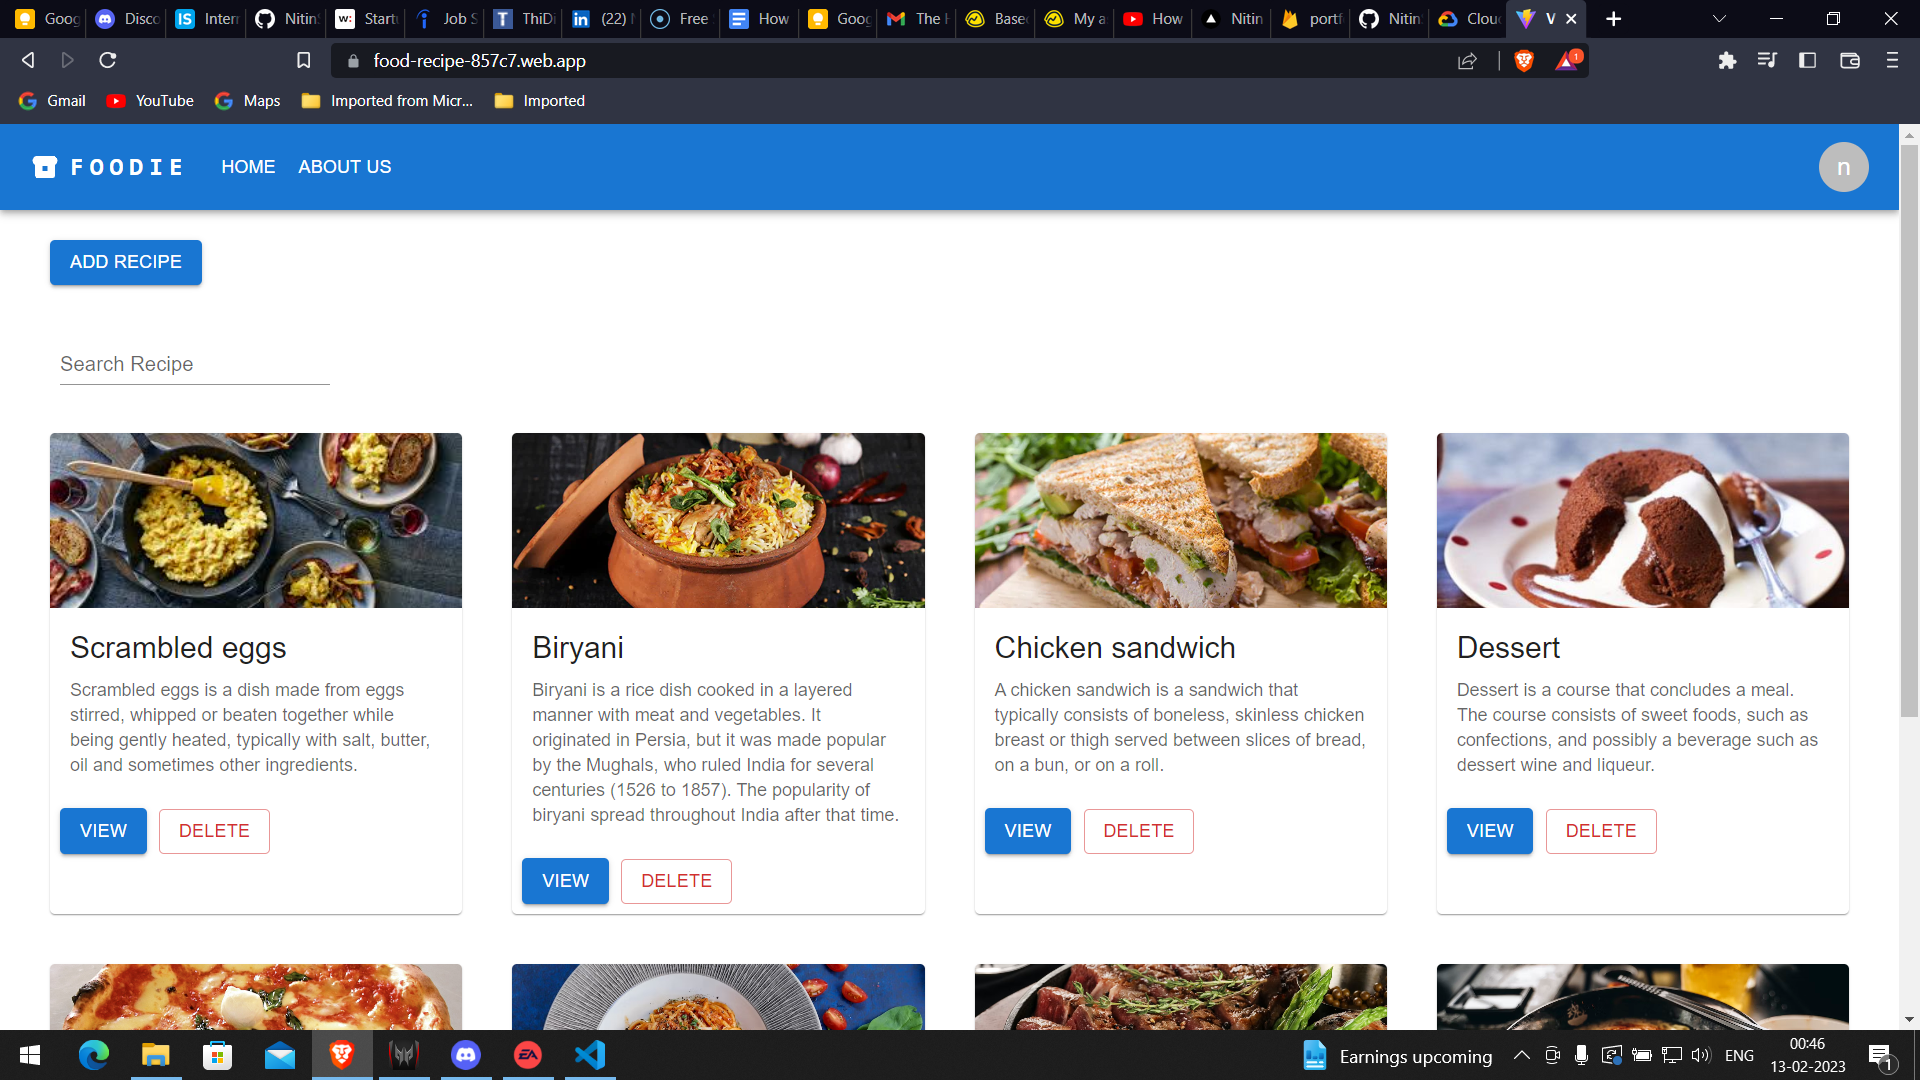 Goog
Disco
IS
Intern
Nitin
w:
Start
Job S
T
ThiDi
in
(22)
Free
How
Goog
The
Base
My a
How
Nitin
portf
Nitin
Cloud
V
food-recipe-857c7.web.app
1
Gmail
YouTube
Maps
Imported from Micr...
Imported
FOODIE
HOME
ABOUT US
n
ADD RECIPE
Search Recipe
Scrambled eggs
Scrambled eggs is a dish made from eggs
stirred, whipped or beaten together while
being gently heated, typically with salt, butter,
oil and sometimes other ingredients.
VIEW
DELETE
Biryani
Biryani is a rice dish cooked in a layered
manner with meat and vegetables. It
originated in Persia, but it was made popular
by the Mughals, who ruled India for several
centuries (1526 to 1857). The popularity of
biryani spread throughout India after that time.
VIEW
DELETE
Chicken sandwich
A chicken sandwich is a sandwich that
typically consists of boneless, skinless chicken
breast or thigh served between slices of bread,
on a bun, or on a roll.
VIEW
DELETE
Dessert
Dessert is a course that concludes a meal.
The course consists of sweet foods, such as
confections, and possibly a beverage such as
dessert wine and liqueur.
VIEW
DELETE
EA
Earnings upcoming
ENG
00:46
13-02-2023
1